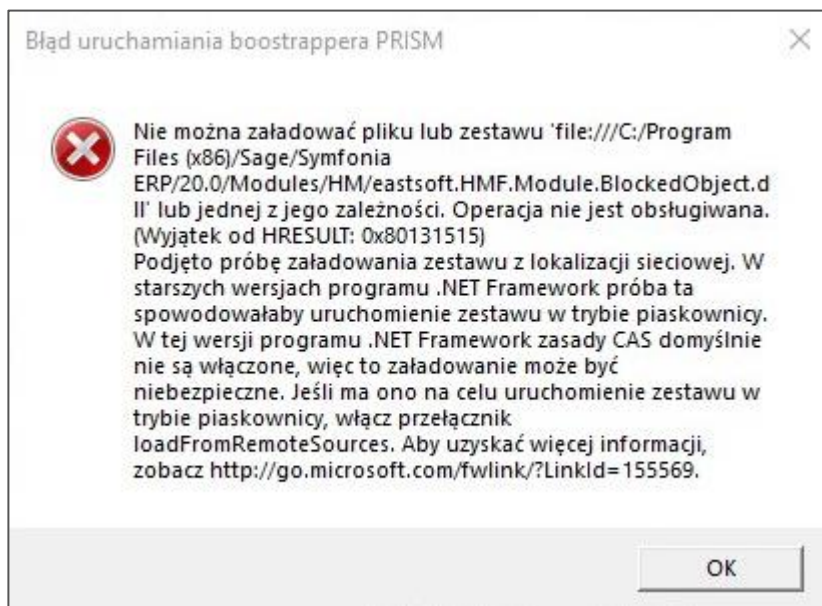 Błąd uruchamiania boostrappera PRISM
Nie można załadować pliku lub zestawu 'file:///C:/Program
Files (x86)/Sage/Symfonia
ERP/20.0/Modules/HM/eastsoft.HMF.Module.BlockedObject.d
ll' lub jednej z jego zależności. Operacja nie jest obsługiwana.
(Wyjątek od HRESULT: 0x80131515)
Podjęto próbę załadowania zestawu z lokalizacji sieciowej. W
starszych wersjach programu .NET Framework próba ta
spowodowałaby uruchomienie zestawu w trybie piaskownicy.
W tej wersji programu .NET Framework zasady CAS domyślnie
nie są włączone, więc to załadowanie może być
niebezpieczne. Jeśli ma ono na celu uruchomienie zestawu w
trybie piaskownicy, włącz przełącznik
loadFromRemoteSources. Aby uzyskać więcej informacji,
zobacz http://go.microsoft.com/fwlink/?LinkId=155569.
OK